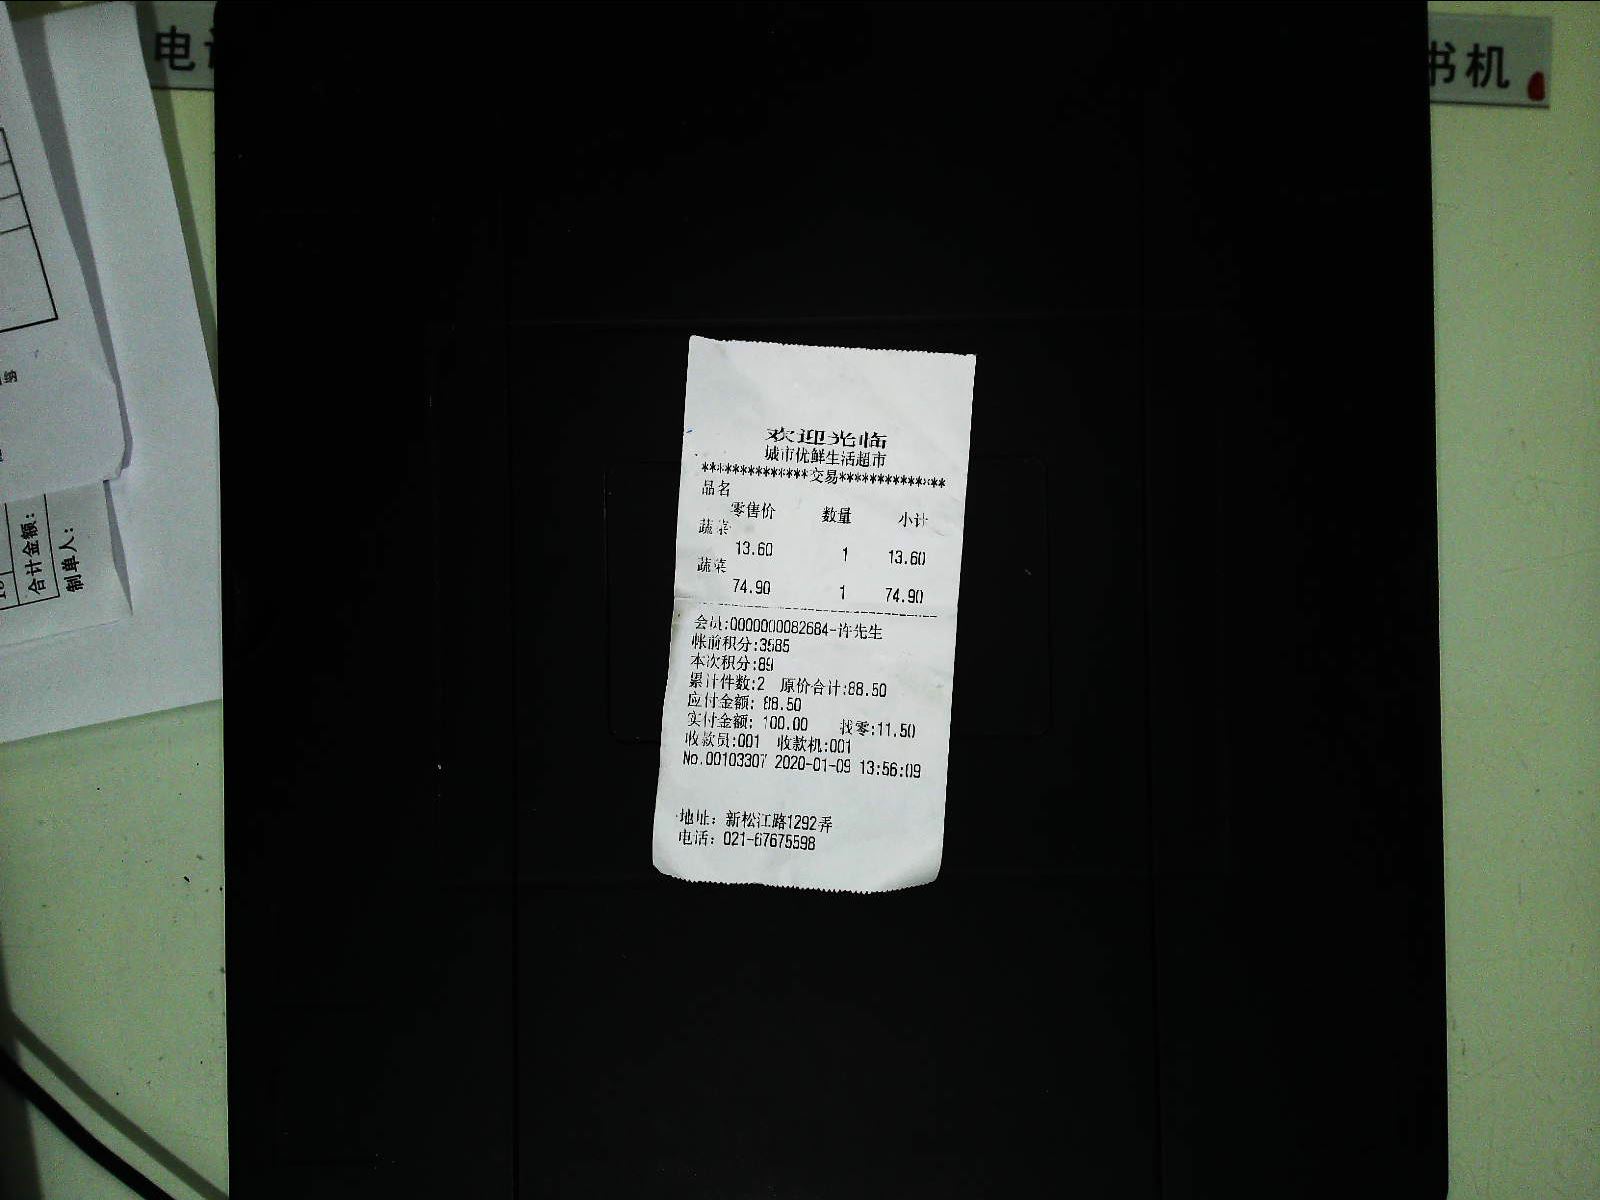 电
书机
合计金额:
制单人:
欢迎光临
城市优鲜生活超市
*************交易************
品名
零售价 数量 小计
蔬菜
13.60 1 13.60
蔬菜
74.90 1 74.90
会员:0000000082684-许先生
帐前积分:3585
本次积分:89
累计件数:2 原价合计:88.50
应付金额: 88.50
实付金额: 100.00 找零:11.50
收款员:001 收款机:001
No.00103307 2020-01-09 13:56:09
地址: 新松江路1292弄
电话: 021-67675598